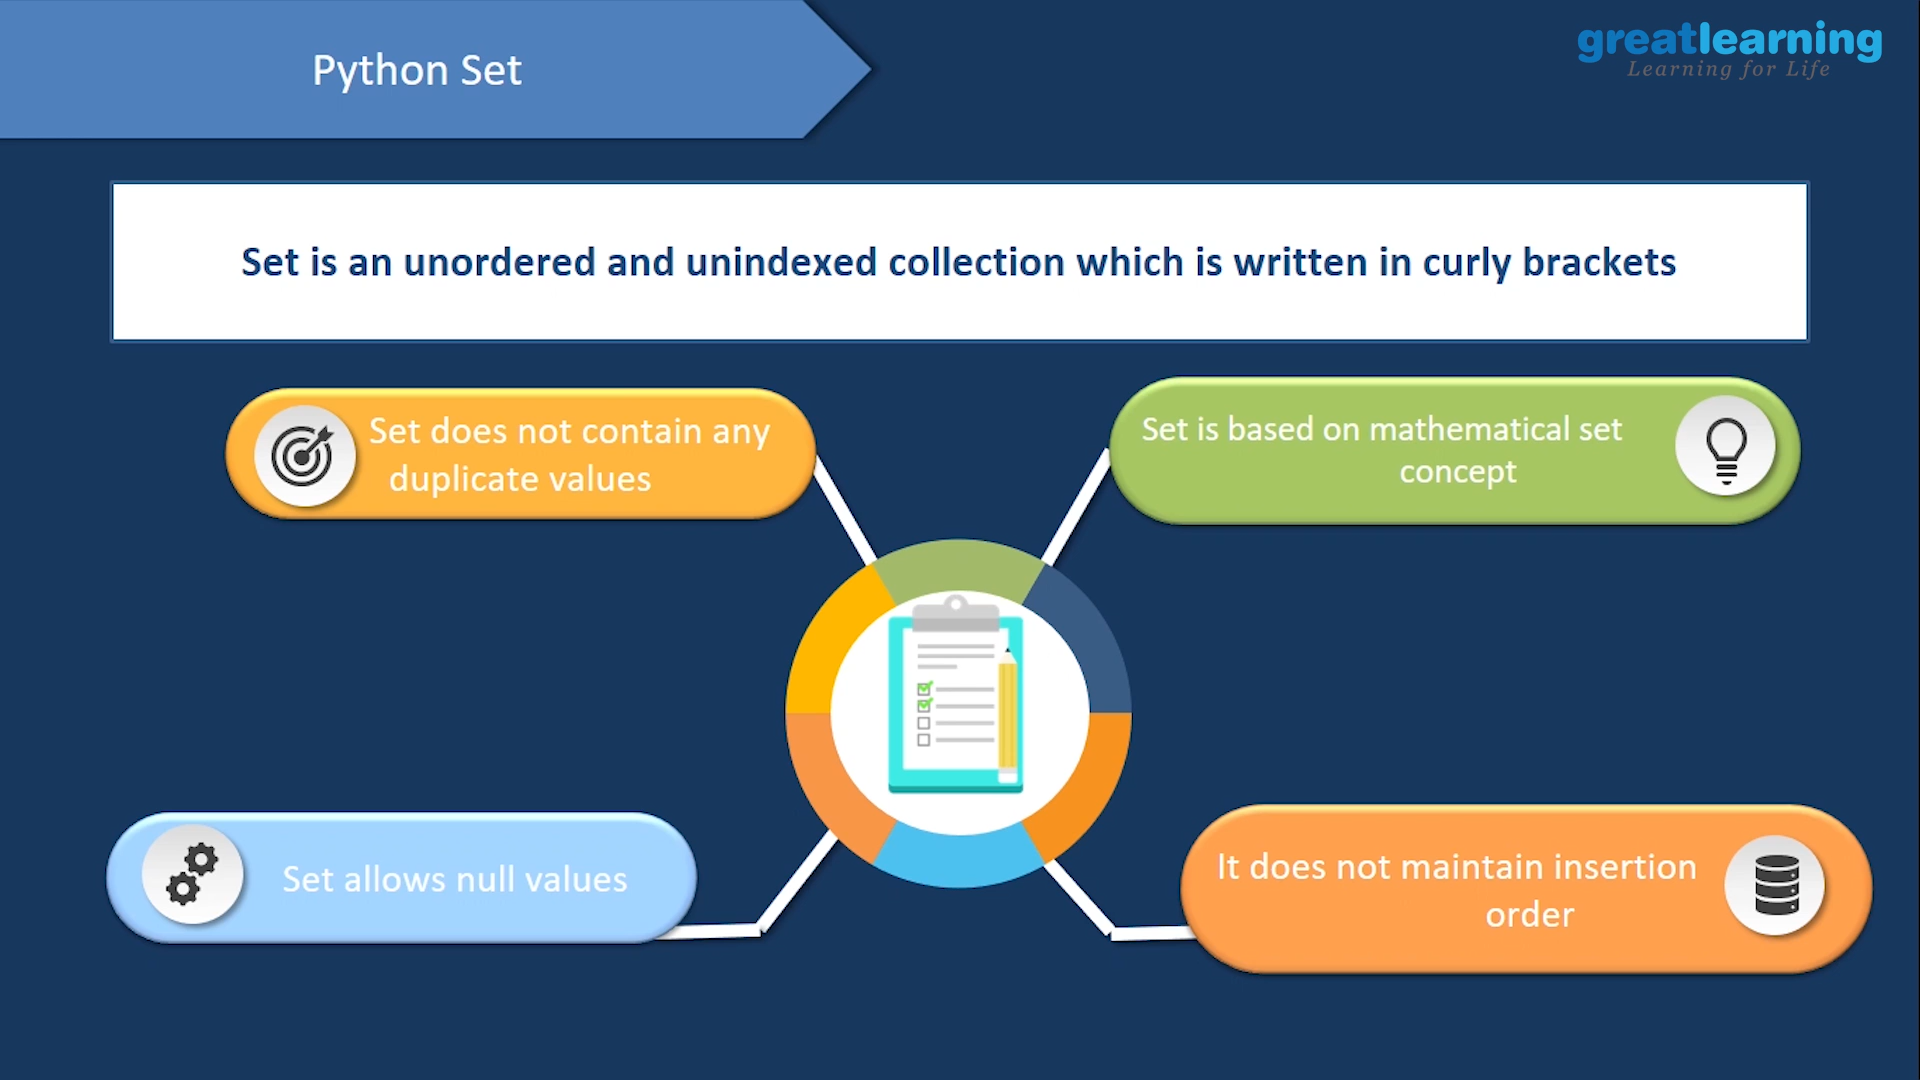 Python Set
greatlearning
Learning for Life
Set is an unordered and unindexed collection which is written in curly brackets
Set does not contain any
duplicate values
Set is based on mathematical set
concept
Set allows null values
It does not maintain insertion
order